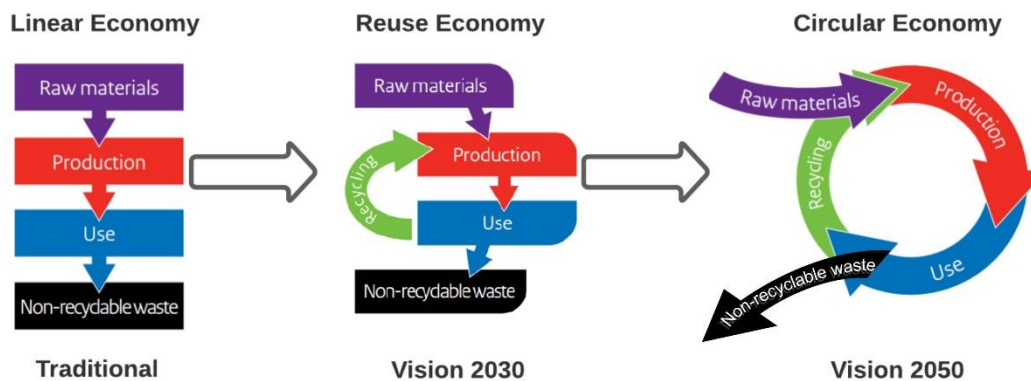 Linear Economy
Raw materials
Production
Use
Non-recyclable waste
Traditional
Reuse Economy
Raw materials
Recycling
Production
Use
Non-recyclable waste
Vision 2030
Circular Economy
Raw materials
Production
Recycling
Use
Non-recyclable waste
Vision 2050